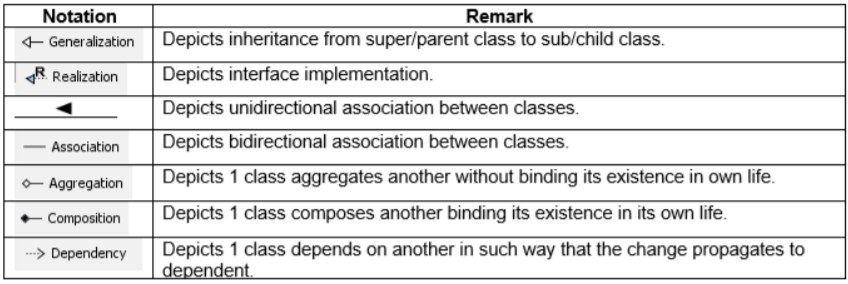 Notation Remark
Generalization Depicts inheritance from super/parent class to sub/child class.
R Realization Depicts interface implementation.
Depicts unidirectional association between classes.
Association Depicts bidirectional association between classes.
Aggregation Depicts 1 class aggregates another without binding its existence in own life.
Composition Depicts 1 class composes another binding its existence in its own life.
Dependency Depicts 1 class depends on another in such way that the change propagates to
dependent.